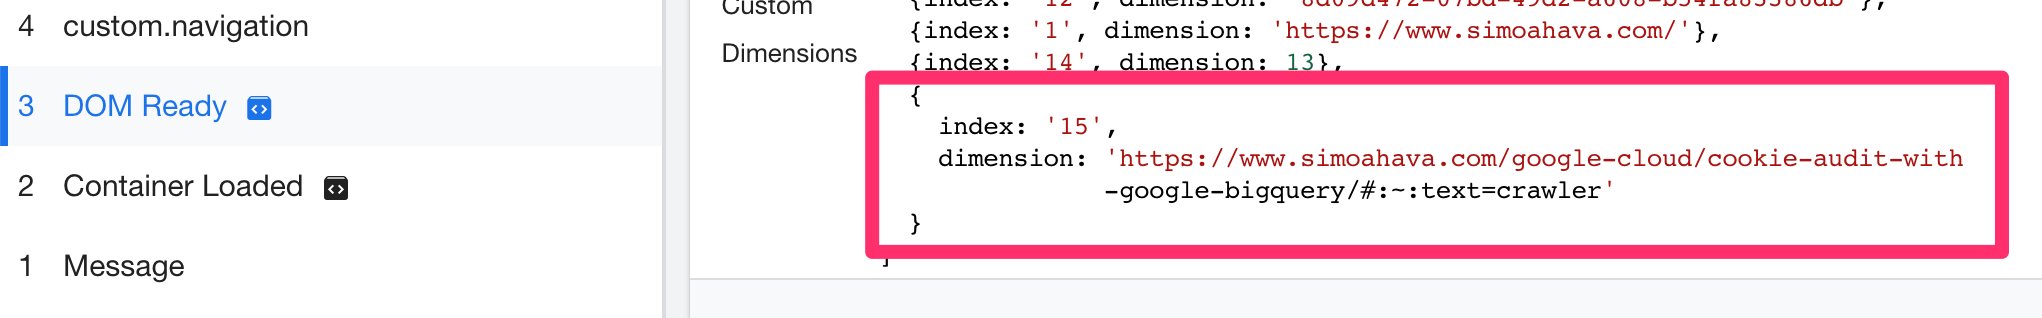 4 custom.navigation
3 DOM Ready
2 Container Loaded
1 Message
Custom
Dimensions
{index: '12', dimension:
{index: '1', dimension: 'https://www.simoahava.com/'},
{index: '14', dimension: 13},
{
index: '15',
dimension: 'https://www.simoahava.com/google-cloud/cookie-audit-with
-google-bigquery/#:~:text=crawler'
}
]